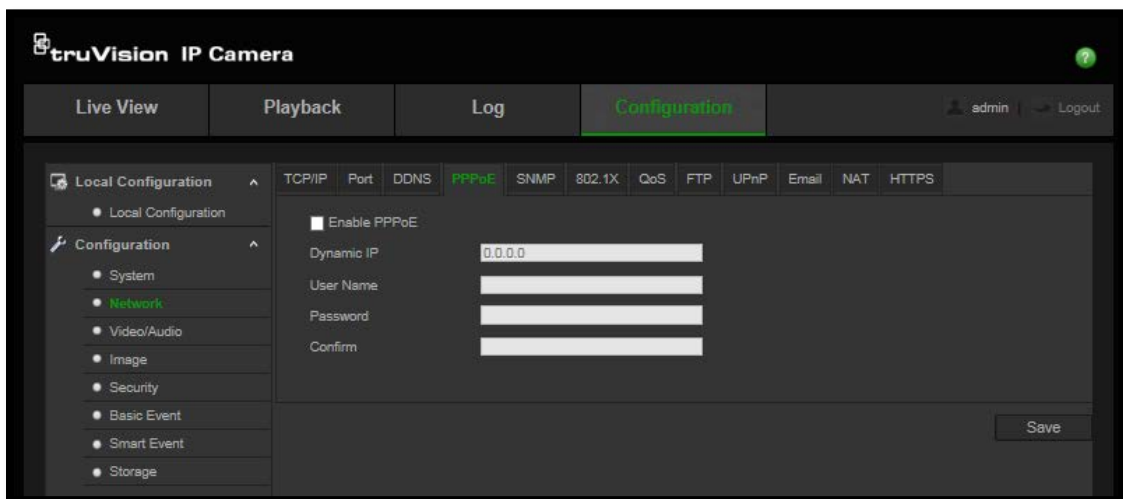 truVision IP Camera
?
Live View Playback Log Configuration admin | Logout
Local Configuration
Local Configuration
Configuration
System
Network
Video/Audio
Image
Security
Basic Event
Smart Event
Storage
TCP/IP Port DDNS PPPoE SNMP 802.1X QoS FTP UPnP Email NAT HTTPS
Enable PPPoE
Dynamic IP 0.0.0.0
User Name
Password
Confirm
Save